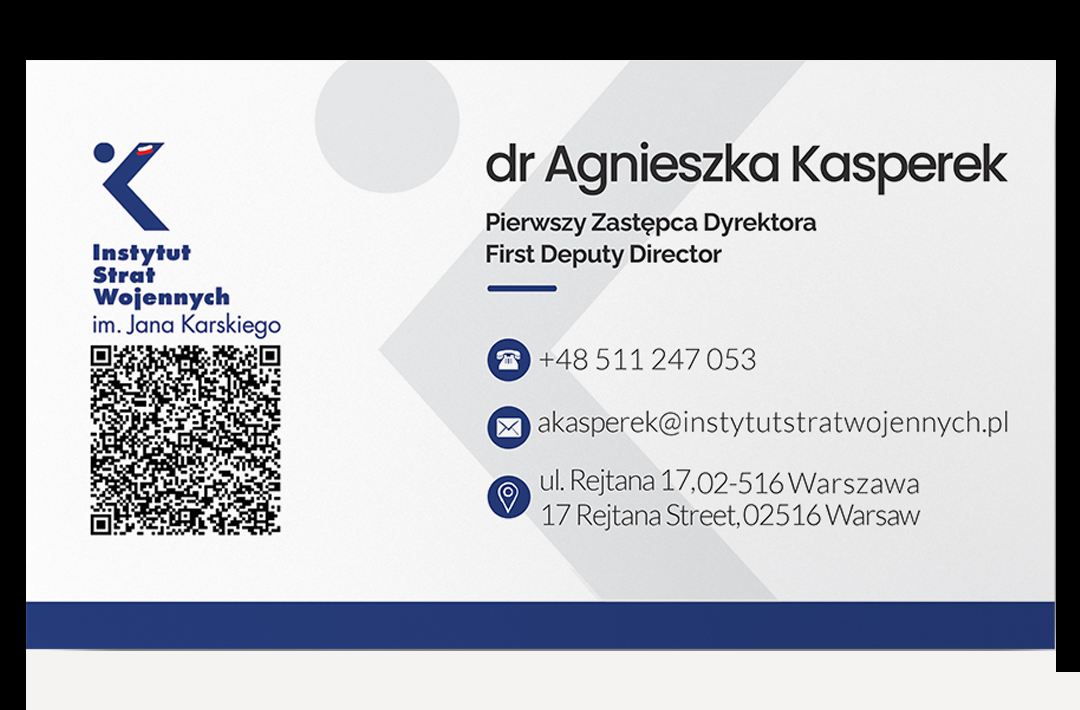 Instytut
Strat
Wojennych
im. Jana Karskiego
dr Agnieszka Kasperek
Pierwszy Zastępca Dyrektora
First Deputy Director
+48 511 247 053
akasperek@instytutstratwojennych.pl
ul. Rejtana 17,02-516 Warszawa
17 Rejtana Street, 02516 Warsaw